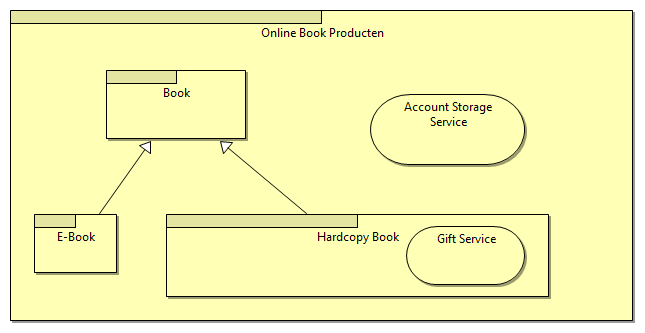 Online Book Producten
Book
Account Storage
Service
E-Book
Hardcopy Book
Gift Service